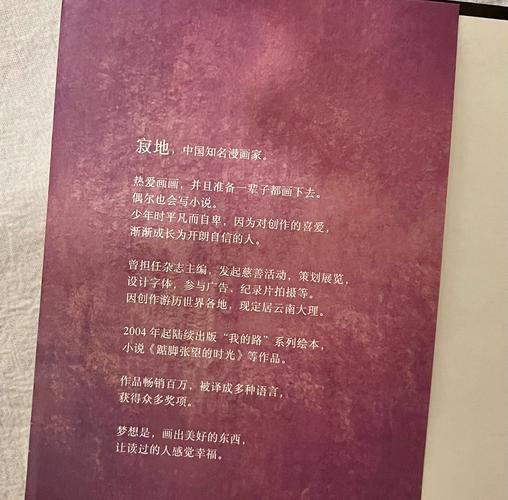 寂地，中国知名漫画家。
热爱画画，并且准备一辈子都画下去。
偶尔也会写小说。
少年时平凡而自卑，因为对创作的喜爱，
渐渐成长为开朗自信的人。
曾担任杂志主编，发起慈善活动，策划展览，
设计字体，参与广告、纪录片拍摄等。
因创作游历世界各地，现定居云南大理。
2004 年起陆续出版“我的路”系列绘本，
小说《踮脚张望的时光》等作品。
作品畅销百万，被译成多种语言，
获得众多奖项。
梦想是，画出美好的东西，
让读过的人感觉幸福。